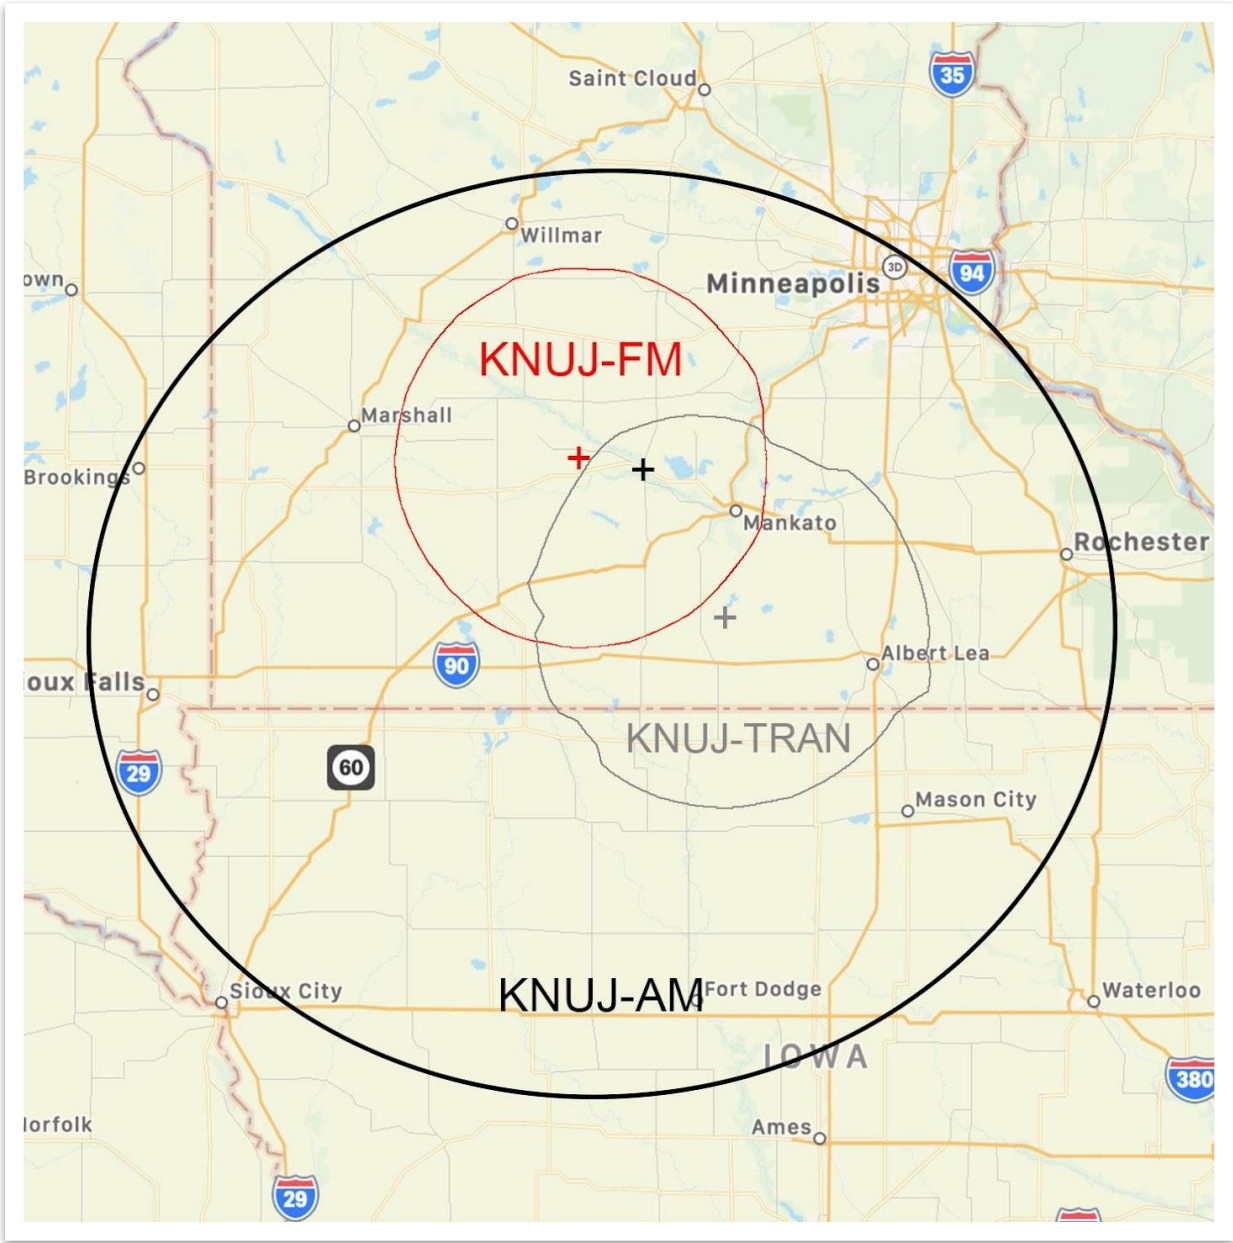 Saint Cloud
35
Willmar
own
3D
94
Minneapolis
KNUJ-FM
Marshall
Brookings
Mankato
Rochester
Albert Lea
90
ioux Falls
KNUJ-TRAN
60
29
Mason City
KNUJ-AM
Fort Dodge
Sioux City
Waterloo
IOWA
380
lorfolk
Ames
29